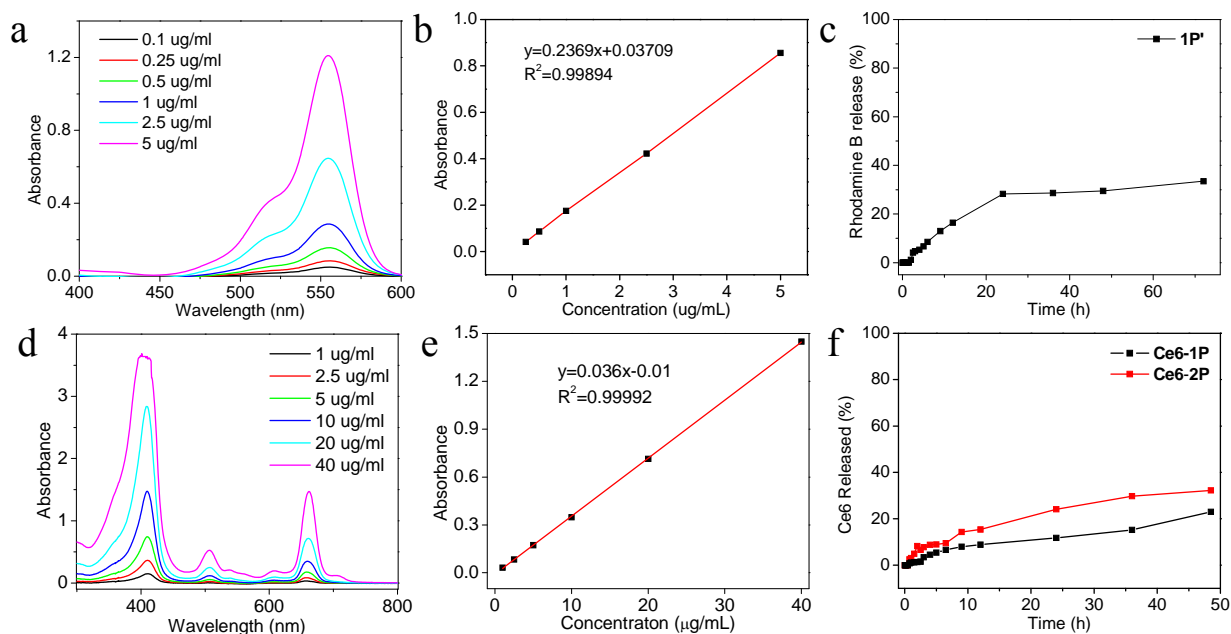 a
0.1 ug/ml
0.25 ug/ml
0.5 ug/ml
1 ug/ml
2.5 ug/ml
5 ug/ml
1.2
0.8
0.4
0.0
400 450 500 550 600
Absorbance
Wavelength (nm)
b
y=0.2369x+0.03709
R²=0.99894
1.0
0.8
0.6
0.4
0.2
0.0
0 1 2 3 4 5
Absorbance
Concentration (ug/mL)
c
1P'
100
80
60
40
20
0
0 20 40 60
Rhodamine B release (%)
Time (h)
d
1 ug/ml
2.5 ug/ml
5 ug/ml
10 ug/ml
20 ug/ml
40 ug/ml
4
3
2
1
0
400 600 800
Absorbance
Wavelength (nm)
e
y=0.036x-0.01
R²=0.99992
1.5
1.2
0.9
0.6
0.3
0.0
0 10 20 30 40
Absorbance
Concentration (μg/mL)
f
Ce6-1P
Ce6-2P
100
80
60
40
20
0
0 10 20 30 40 50
Ce6 Released (%)
Time (h)